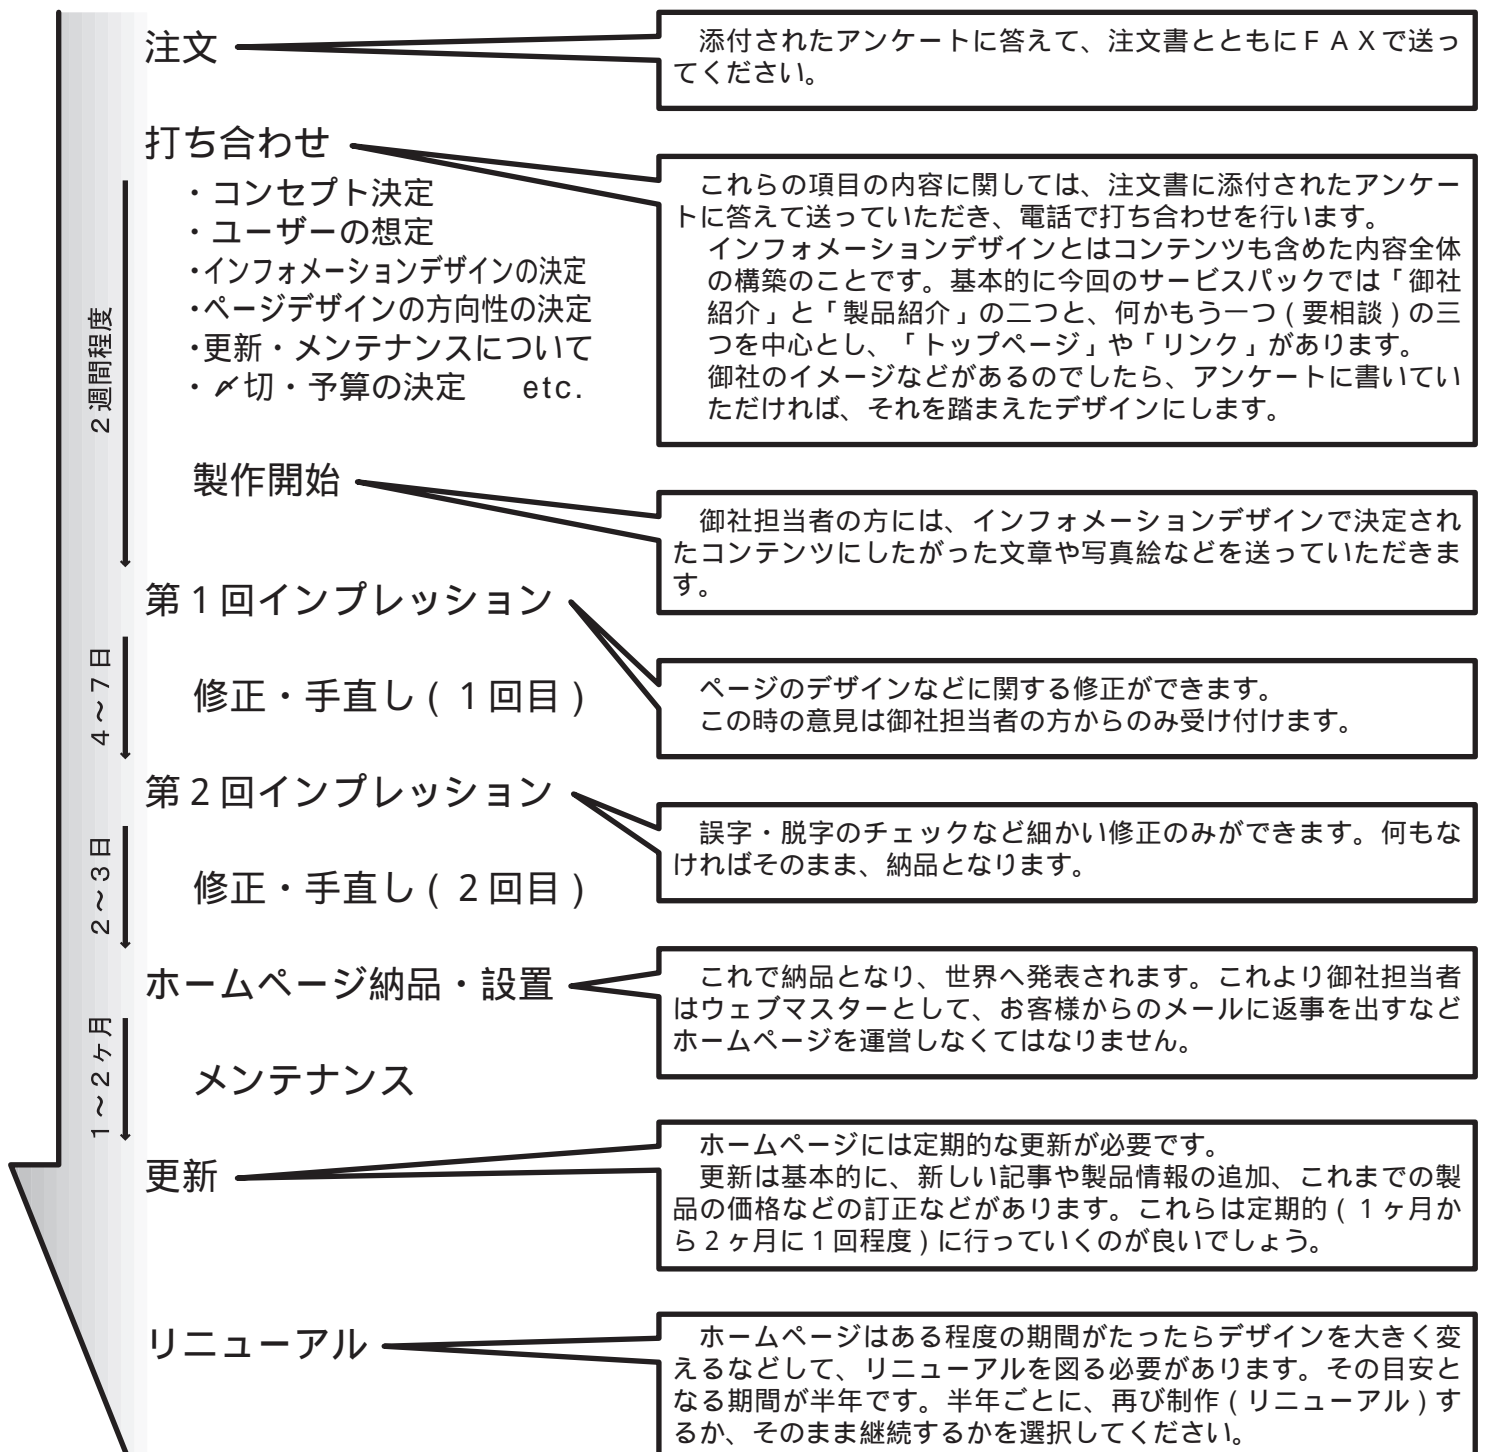 注文
添付されたアンケートに答えて、注文書とともにＦＡＸで送っ
てください。
打ち合わせ
・コンセプト決定
・ユーザーの想定
・インフォメーションデザインの決定
・ページデザインの方向性の決定
・更新・メンテナンスについて
・〆切・予算の決定　　etc.
これらの項目の内容に関しては、注文書に添付されたアンケー
トに答えて送っていただき、電話で打ち合わせを行います。
インフォメーションデザインとはコンテンツも含めた内容全体
の構築のことです。基本的に今回のサービスパックでは「御社
紹介」と「製品紹介」の二つと、何かもう一つ（要相談）の三
つを中心とし、「トップページ」や「リンク」があります。
御社のイメージなどがあるのでしたら、アンケートに書いてい
ただければ、それを踏まえたデザインにします。
２週間程度
製作開始
御社担当者の方には、インフォメーションデザインで決定され
たコンテンツにしたがった文章や写真絵などを送っていただきま
す。
第１回インプレッション
ページのデザインなどに関する修正ができます。
この時の意見は御社担当者の方からのみ受け付けます。
４～７日
修正・手直し（１回目）
第２回インプレッション
誤字・脱字のチェックなど細かい修正のみができます。何もな
ければそのまま、納品となります。
２～３日
修正・手直し（２回目）
ホームページ納品・設置
これで納品となり、世界へ発表されます。これより御社担当者
はウェブマスターとして、お客様からのメールに返事を出すなど
ホームページを運営しなくてはなりません。
１～２ヶ月
メンテナンス
更新
ホームページには定期的な更新が必要です。
更新は基本的に、新しい記事や製品情報の追加、これまでの製
品の価格などの訂正などがあります。これらは定期的（１ヶ月か
ら２ヶ月に１回程度）に行っていくのが良いでしょう。
リニューアル
ホームページはある程度の期間がたったらデザインを大きく変
えるなどして、リニューアルを図る必要があります。その目安と
なる期間が半年です。半年ごとに、再び制作（リニューアル）す
るか、そのまま継続するかを選択してください。